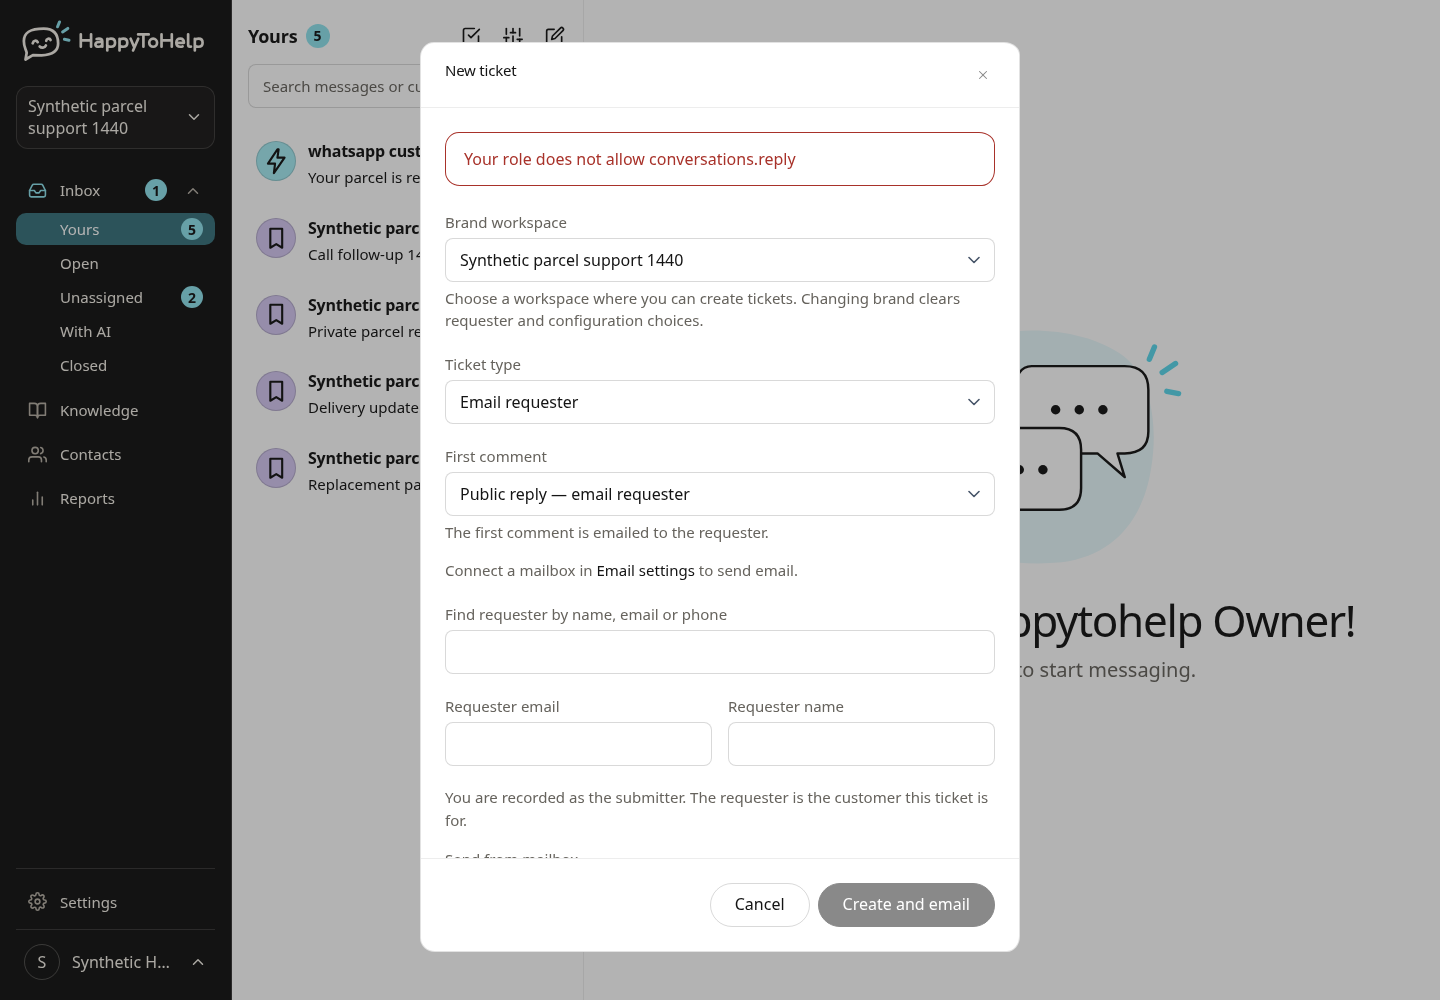 HappyToHelp
Synthetic parcel
support 1440
Inbox
1
Yours
5
Open
Unassigned
2
With AI
Closed
Knowledge
Contacts
Reports
Settings
S
Synthetic H...
Yours
5
Search messages or cu
whatsapp cust
Your parcel is re
Synthetic parc
Call follow-up 14
Synthetic parc
Private parcel re
Synthetic parc
Delivery update
Synthetic parc
Replacement pa
New ticket
Your role does not allow conversations.reply
Brand workspace
Synthetic parcel support 1440
Choose a workspace where you can create tickets. Changing brand clears
requester and configuration choices.
Ticket type
Email requester
First comment
Public reply — email requester
The first comment is emailed to the requester.
Connect a mailbox in Email settings to send email.
Find requester by name, email or phone
Requester email
Requester name
You are recorded as the submitter. The requester is the customer this ticket is
for.
Send from mailbox
Cancel
Create and email
ppytohelp Owner!
to start messaging.